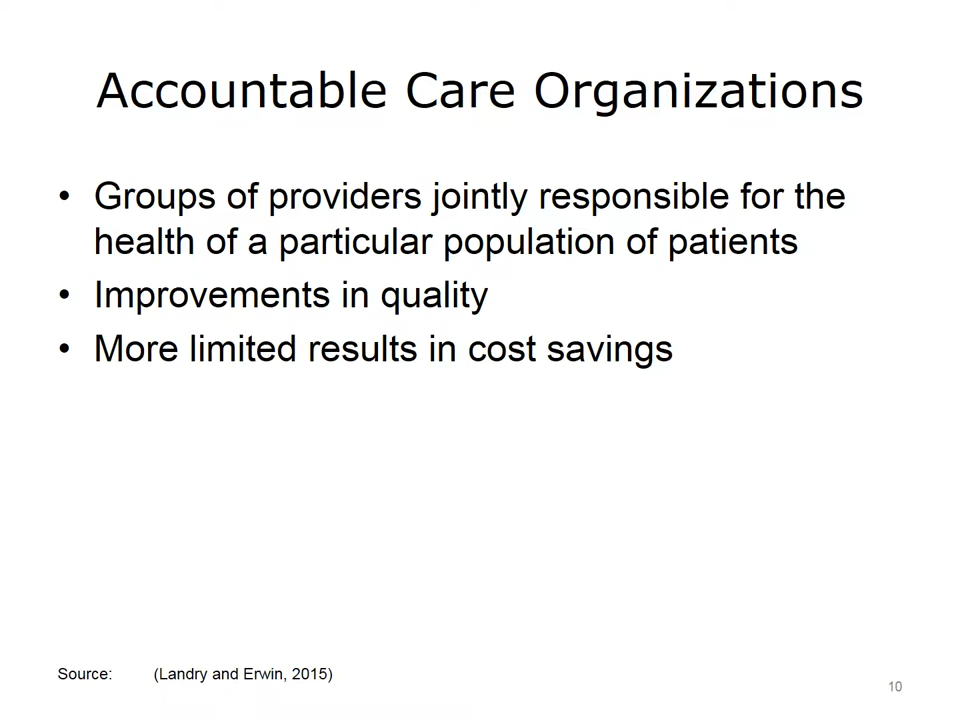 Accountable Care Organizations
• Groups of providers jointly responsible for the
health of a particular population of patients
• Improvements in quality
• More limited results in cost savings
Source: (Landry and Erwin, 2015)
10